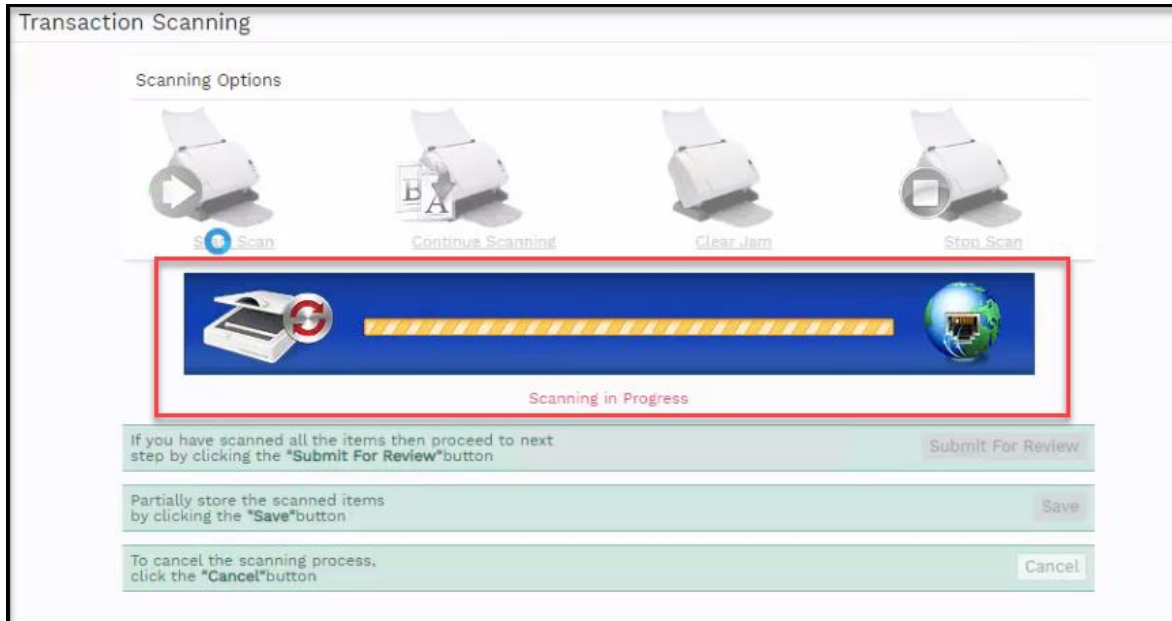 Transaction Scanning
Scanning Options
Start Scan
Continue Scanning
Clear Jam
Stop Scan
B
A
Scanning in Progress
If you have scanned all the items then proceed to next
step by clicking the "Submit For Review"button
Submit For Review
Partially store the scanned items
by clicking the "Save"button
Save
To cancel the scanning process,
click the "Cancel"button
Cancel